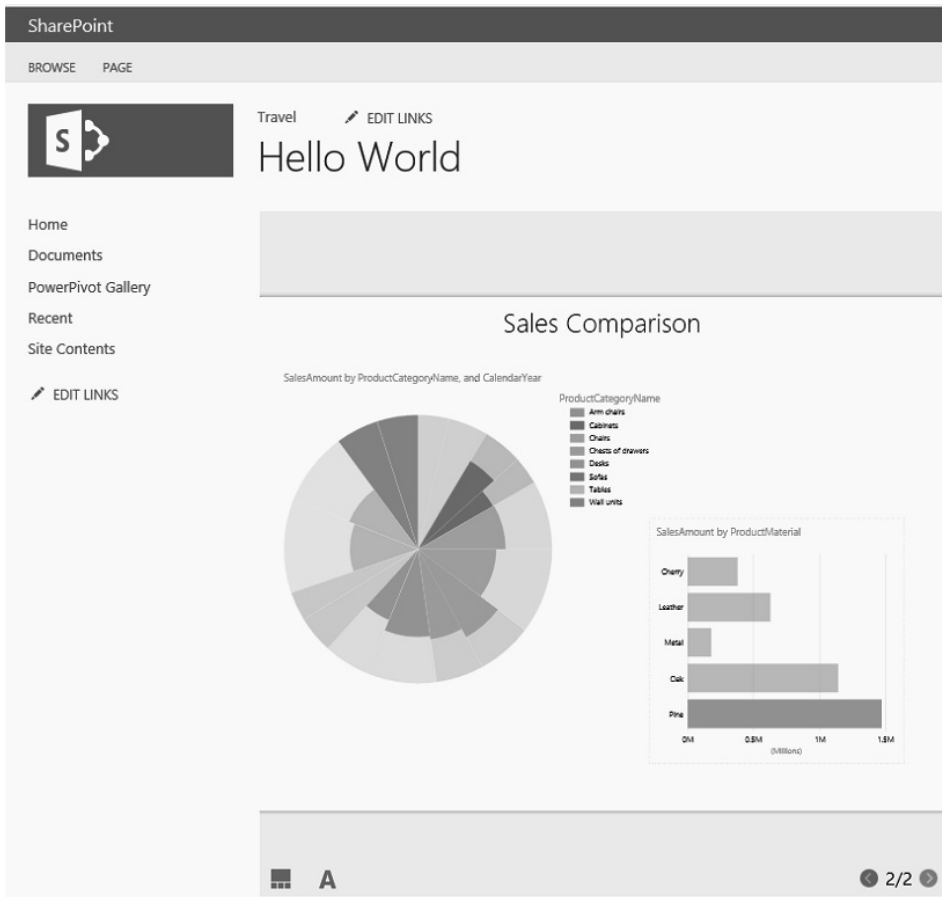 SharePoint
BROWSE PAGE
S
Travel EDIT LINKS
Hello World
Home
Documents
PowerPivot Gallery
Recent
Site Contents
EDIT LINKS
Sales Comparison
SalesAmount by ProductCategoryName, and CalendarYear
ProductCategoryName
Arm chairs
Cabinets
Chairs
Chests of drawers
Desks
Sofas
Tables
Wall units
SalesAmount by ProductMaterial
Cherry
Leather
Metal
Oak
Pine
0M 0.5M 1M 1.5M
(Millions)
A
2/2